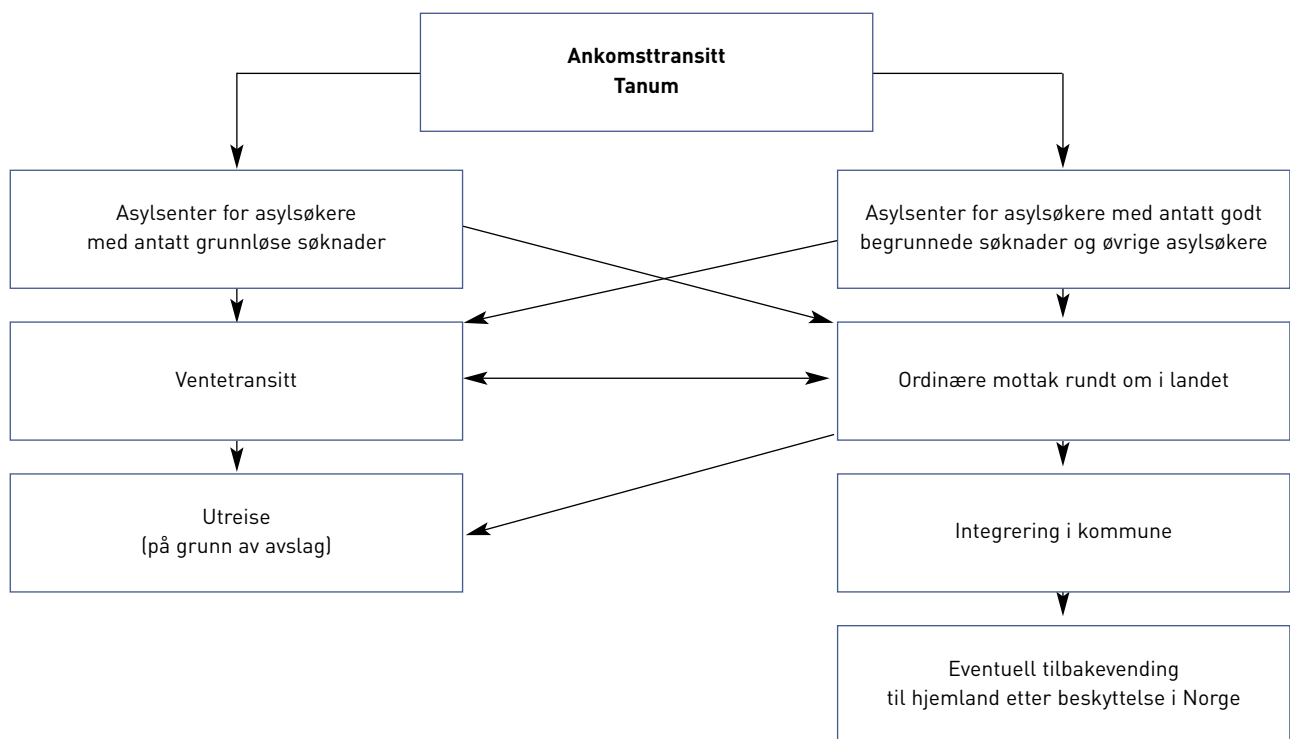 Ankomsttransitt
Tanum
Asylsenter for asylsøkere
med antatt grunnløse søknader
Asylsenter for asylsøkere med antatt godt
begrunnede søknader og øvrige asylsøkere
Ventetransitt
Ordinære mottak rundt om i landet
Utreise
(på grunn av avslag)
Integrering i kommune
Eventuell tilbakevending
til hjemland etter beskyttelse i Norge